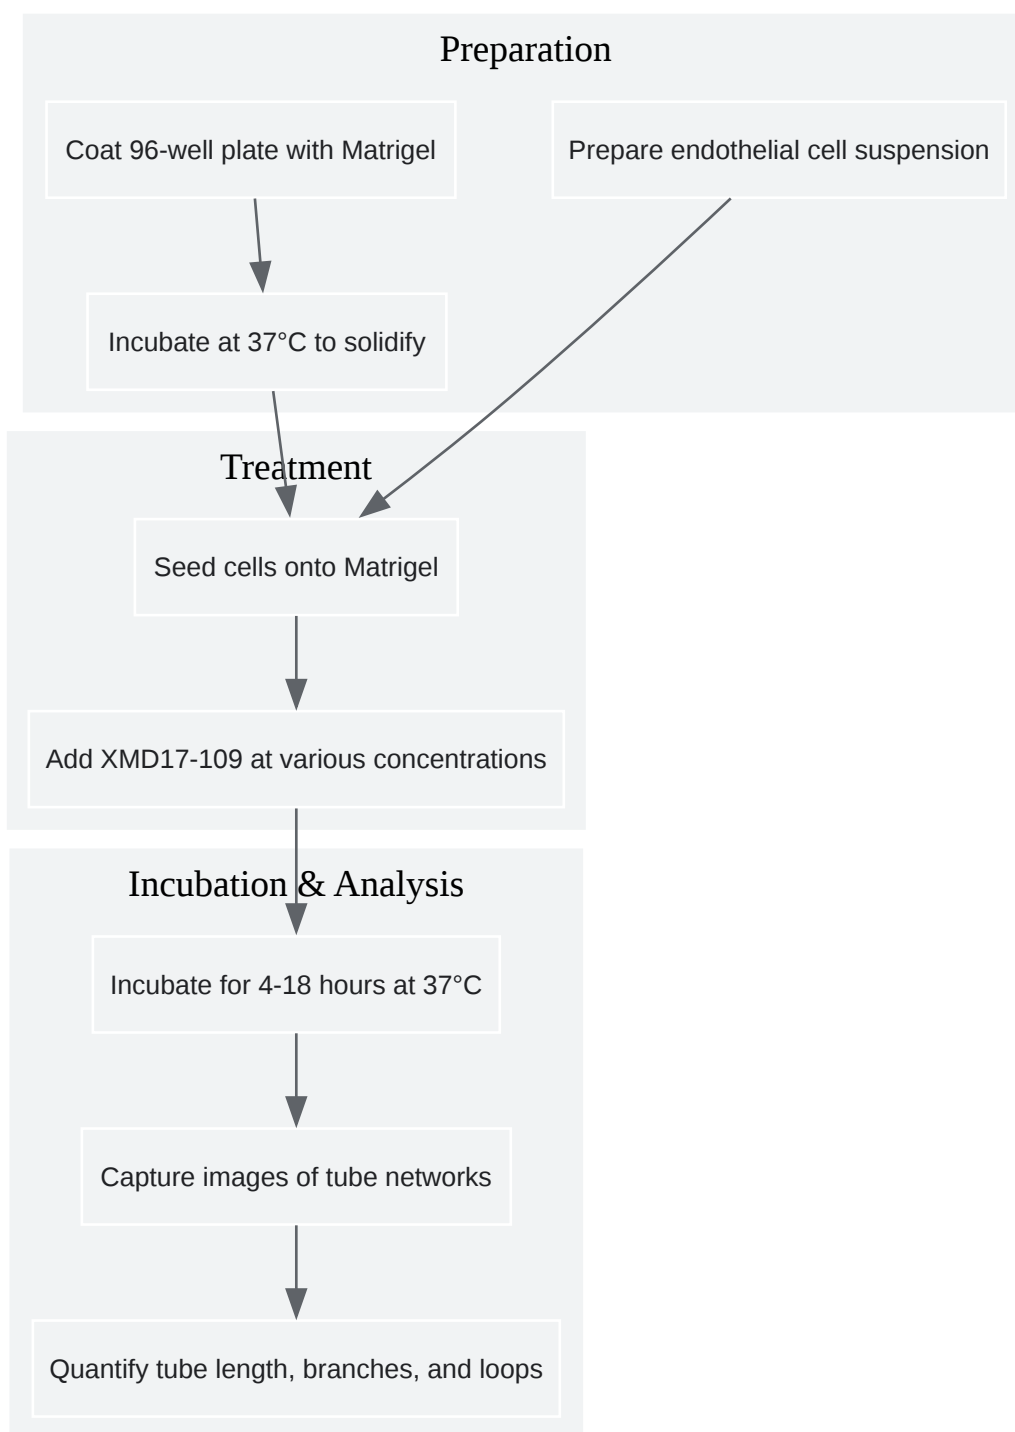 Preparation
Coat 96-well plate with Matrigel
Prepare endothelial cell suspension
Incubate at 37°C to solidify
Treatment
Seed cells onto Matrigel
Add XMD17-109 at various concentrations
Incubation & Analysis
Incubate for 4-18 hours at 37°C
Capture images of tube networks
Quantify tube length, branches, and loops